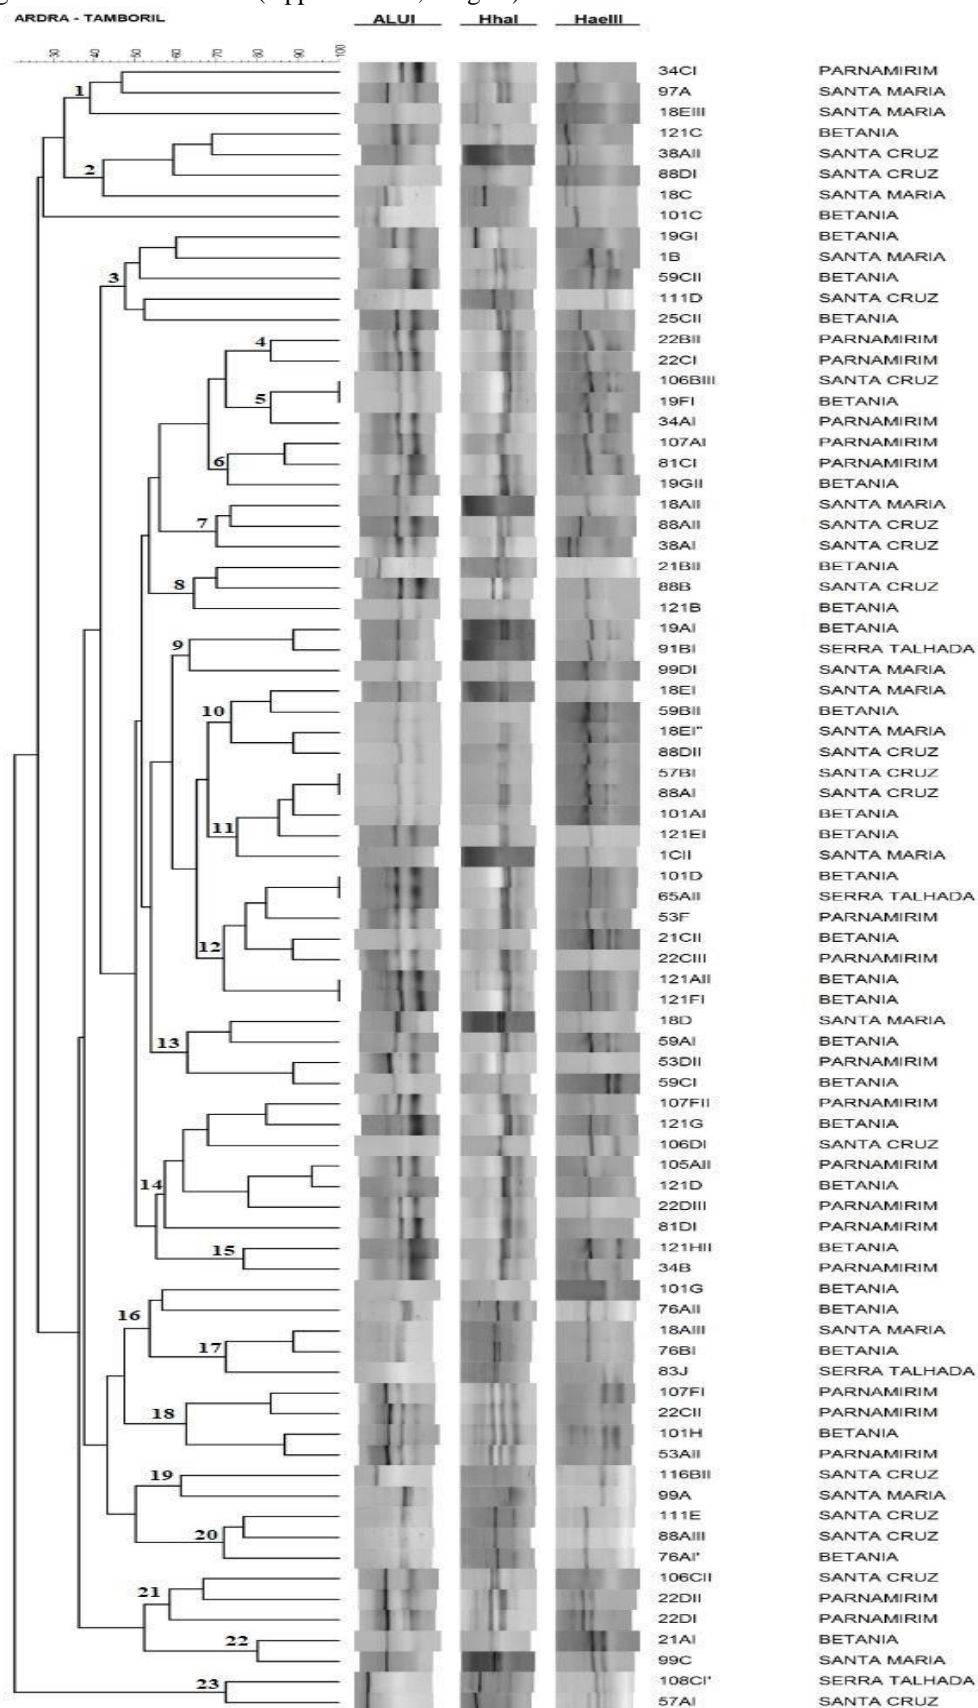 ARDRA - TAMBORIL ALUI HhaI HaeIII
30 40 60 70 80 90 100
34CI PARNAMIRIM
1 97A SANTA MARIA
18EIII SANTA MARIA
121C BETANIA
38AII SANTA CRUZ
2 88DI SANTA CRUZ
18C SANTA MARIA
101C BETANIA
19GI BETANIA
1B SANTA MARIA
3 59CII BETANIA
111D SANTA CRUZ
25CII BETANIA
4 22BII PARNAMIRIM
22CI PARNAMIRIM
106BIII SANTA CRUZ
5 19FI BETANIA
34AI PARNAMIRIM
107AI PARNAMIRIM
6 81CI PARNAMIRIM
19GII BETANIA
18AII SANTA MARIA
7 88AII SANTA CRUZ
38AI SANTA CRUZ
21BII BETANIA
8 88B SANTA CRUZ
121B BETANIA
19AI BETANIA
9 91BI SERRA TALHADA
99DI SANTA MARIA
18EI SANTA MARIA
10 59BII BETANIA
18EI" SANTA MARIA
88DII SANTA CRUZ
57BI SANTA CRUZ
88AI SANTA CRUZ
101AI BETANIA
11 121EI BETANIA
1CII SANTA MARIA
101D BETANIA
65AII SERRA TALHADA
53F PARNAMIRIM
12 21CII BETANIA
22CIII PARNAMIRIM
121AII BETANIA
121FI BETANIA
18D SANTA MARIA
13 59AI BETANIA
53DII PARNAMIRIM
59CI BETANIA
107FII PARNAMIRIM
121G BETANIA
106DI SANTA CRUZ
105AII PARNAMIRIM
14 121D BETANIA
22DIII PARNAMIRIM
81DI PARNAMIRIM
15 121HII BETANIA
34B PARNAMIRIM
101G BETANIA
16 76AII BETANIA
18AIII SANTA MARIA
17 76BI BETANIA
83J SERRA TALHADA
107FI PARNAMIRIM
18 22CII PARNAMIRIM
101H BETANIA
53AII PARNAMIRIM
19 116BII SANTA CRUZ
99A SANTA MARIA
111E SANTA CRUZ
20 88AIII SANTA CRUZ
76AI' BETANIA
106CII SANTA CRUZ
21 22DII PARNAMIRIM
22DI PARNAMIRIM
22 21AI BETANIA
99C SANTA MARIA
23 108CI' SERRA TALHADA
57AI SANTA CRUZ